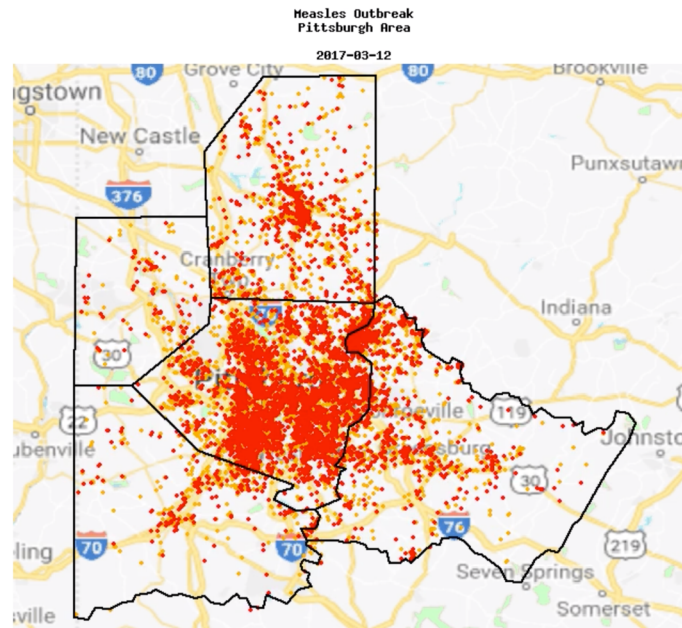 Measles Outbreak
Pittsburgh Area
2017-03-12
80
Grove City
80
Brookville
gstown
New Castle
Punxsutaw
376
Cranberry
Indiana
30
119
22
Johnsto
ubenville
30
70
70
76
219
ling
Seven Springs
Somerset
sville